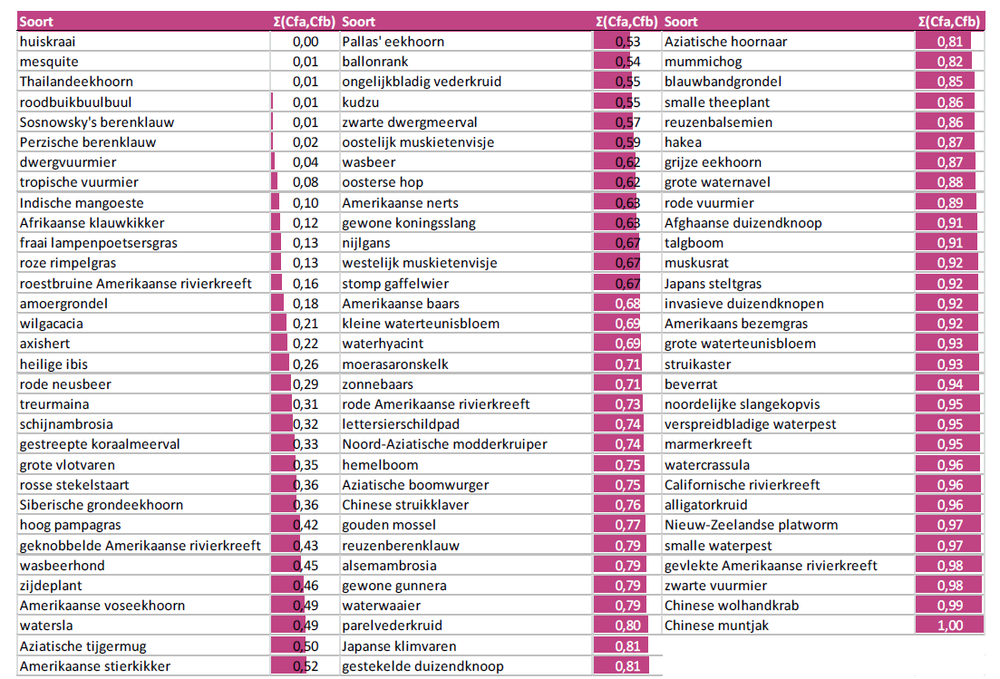 Soort Σ(Cfa,Cfb) Soort Σ(Cfa,Cfb) Soort Σ(Cfa,Cfb)
huiskraai 0,00 Pallas' eekhoorn 0,53 Aziatische hoornaar 0,81
mesquite 0,01 ballonrank 0,54 mummichog 0,82
Thailandeekhoorn 0,01 ongelijkbladig vederkruid 0,55 blauwbandgrondel 0,85
roodbuikbuulbuul 0,01 kudzu 0,55 smalle theeplant 0,86
Sosnowsky's berenklauw 0,01 zwarte dwergmeerval 0,57 reuzenbalsemien 0,86
Perzische berenklauw 0,02 oostelijk muskietenvisje 0,59 hakea 0,87
dwergvuurmier 0,04 wasbeer 0,62 grijze eekhoorn 0,87
tropische vuurmier 0,08 oosterse hop 0,62 grote waternavel 0,88
Indische mangoeste 0,10 Amerikaanse nerts 0,63 rode vuurmier 0,89
Afrikaanse klauwkikker 0,12 gewone koningsslang 0,63 Afghaanse duizendknoop 0,91
fraai lampenpoetsersgras 0,13 nijlgans 0,67 talgboom 0,91
roze rimpelgras 0,13 westelijk muskietenvisje 0,67 muskusrat 0,92
roestbruine Amerikaanse rivierkreeft 0,16 stomp gaffelwier 0,67 Japans steltgras 0,92
amoergrondel 0,18 Amerikaanse baars 0,68 invasieve duizendknopen 0,92
wilgacacia 0,21 kleine waterteunisbloem 0,69 Amerikaans bezemgras 0,92
axishert 0,22 waterhyacint 0,69 grote waterteunisbloem 0,93
heilige ibis 0,26 moerasaronskelk 0,71 struikaster 0,93
rode neusbeer 0,29 zonnebaars 0,71 beverrat 0,94
treurmaina 0,31 rode Amerikaanse rivierkreeft 0,73 noordelijke slangekopvis 0,95
schijnambrosia 0,32 lettersierschildpad 0,74 verspreidbladige waterpest 0,95
gestreepte koraalmeerval 0,33 Noord-Aziatische modderkruiper 0,74 marmerkreeft 0,95
grote vlotvaren 0,35 hemelboom 0,75 watercrassula 0,96
rosse stekelstaart 0,36 Aziatische boomwurger 0,75 Californische rivierkreeft 0,96
Siberische grondeekhoorn 0,36 Chinese struikklaver 0,76 alligatorkruid 0,96
hoog pampagras 0,42 gouden mossel 0,77 Nieuw-Zeelandse platworm 0,97
geknobbelde Amerikaanse rivierkreeft 0,43 reuzenberenklauw 0,79 smalle waterpest 0,97
wasbeerhond 0,45 alsemambrosia 0,79 gevlekte Amerikaanse rivierkreeft 0,98
zijdeplant 0,46 gewone gunnera 0,79 zwarte vuurmier 0,98
Amerikaanse voseekhoorn 0,49 waterwaaier 0,79 Chinese wolhandkrab 0,99
watersla 0,49 parelvederkruid 0,80 Chinese muntjak 1,00
Aziatische tijgermug 0,50 Japanse klimvaren 0,81
Amerikaanse stierkikker 0,52 gestekelde duizendknoop 0,81